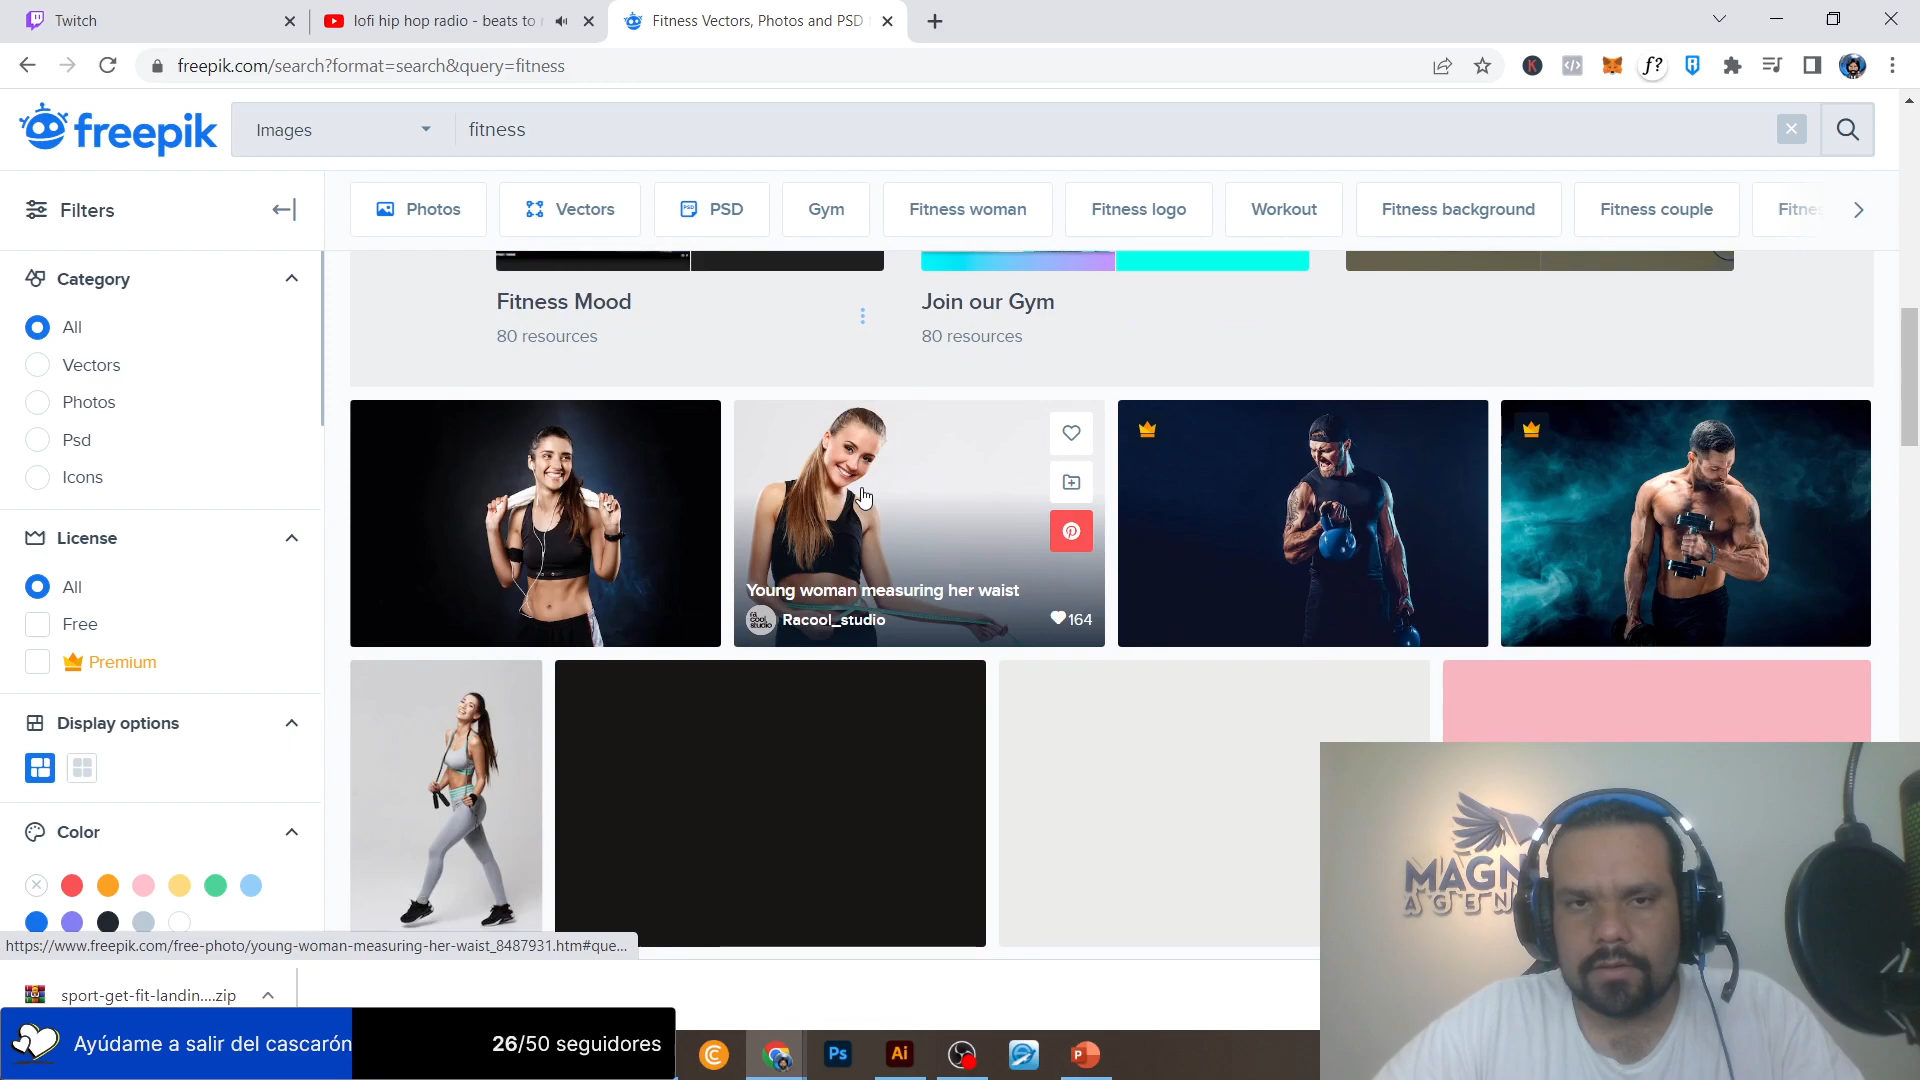 Twitch
lofi hip hop radio - beats to
Fitness Vectors, Photos and PSD
freepik.com/search?format=search&query=fitness
freepik
Images
fitness
Filters
Photos
Vectors
PSD
Gym
Fitness woman
Fitness logo
Workout
Fitness background
Fitness couple
Category
All
Vectors
Photos
Psd
Icons
License
All
Free
Premium
Display options
Color
Fitness Mood
80 resources
Join our Gym
80 resources
Young woman measuring her waist
Racool_studio
164
https://www.freepik.com/free-photo/young-woman-measuring-her-waist_8487931.htm#que...
sport-get-fit-landin....zip
Ayúdame a salir del cascarón
26/50 seguidores
Ps
Ai
MAGN
AGEN